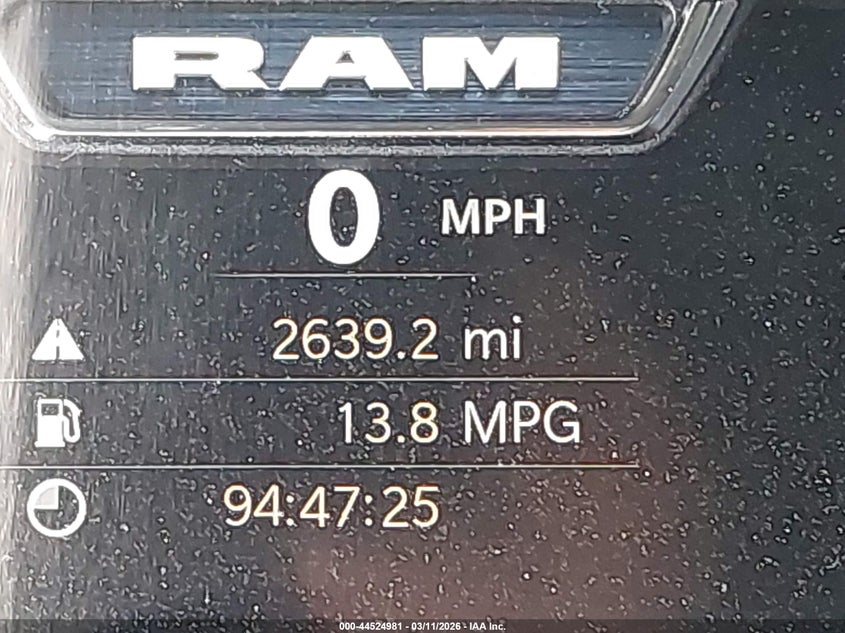 RAM
0 MPH
2639.2 mi
13.8 MPG
94:47:25
000-44524981 - 03/11/2026 - IAA Inc.